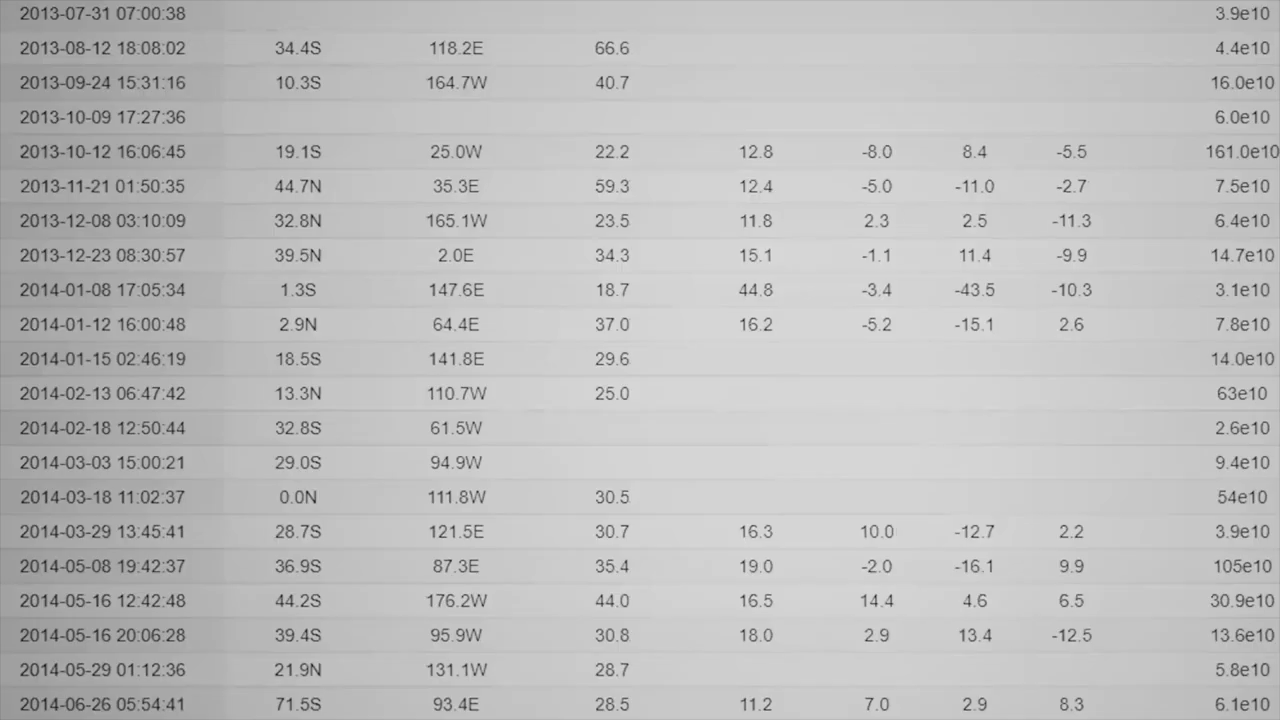 2013-07-31 07:00:38 3.9e10
2013-08-12 18:08:02 34.4S 118.2E 66.6 4.4e10
2013-09-24 15:31:16 10.3S 164.7W 40.7 16.0e10
2013-10-09 17:27:36 6.0e10
2013-10-12 16:06:45 19.1S 25.0W 22.2 12.8 -8.0 8.4 -5.5 161.0e10
2013-11-21 01:50:35 44.7N 35.3E 59.3 12.4 -5.0 -11.0 -2.7 7.5e10
2013-12-08 03:10:09 32.8N 165.1W 23.5 11.8 2.3 2.5 -11.3 6.4e10
2013-12-23 08:30:57 39.5N 2.0E 34.3 15.1 -1.1 11.4 -9.9 14.7e10
2014-01-08 17:05:34 1.3S 147.6E 18.7 44.8 -3.4 -43.5 -10.3 3.1e10
2014-01-12 16:00:48 2.9N 64.4E 37.0 16.2 -5.2 -15.1 2.6 7.8e10
2014-01-15 02:46:19 18.5S 141.8E 29.6 14.0e10
2014-02-13 06:47:42 13.3N 110.7W 25.0 63e10
2014-02-18 12:50:44 32.8S 61.5W 2.6e10
2014-03-03 15:00:21 29.0S 94.9W 9.4e10
2014-03-18 11:02:37 0.0N 111.8W 30.5 54e10
2014-03-29 13:45:41 28.7S 121.5E 30.7 16.3 10.0 -12.7 2.2 3.9e10
2014-05-08 19:42:37 36.9S 87.3E 35.4 19.0 -2.0 -16.1 9.9 105e10
2014-05-16 12:42:48 44.2S 176.2W 44.0 16.5 14.4 4.6 6.5 30.9e10
2014-05-16 20:06:28 39.4S 95.9W 30.8 18.0 2.9 13.4 -12.5 13.6e10
2014-05-29 01:12:36 21.9N 131.1W 28.7 5.8e10
2014-06-26 05:54:41 71.5S 93.4E 28.5 11.2 7.0 2.9 8.3 6.1e10